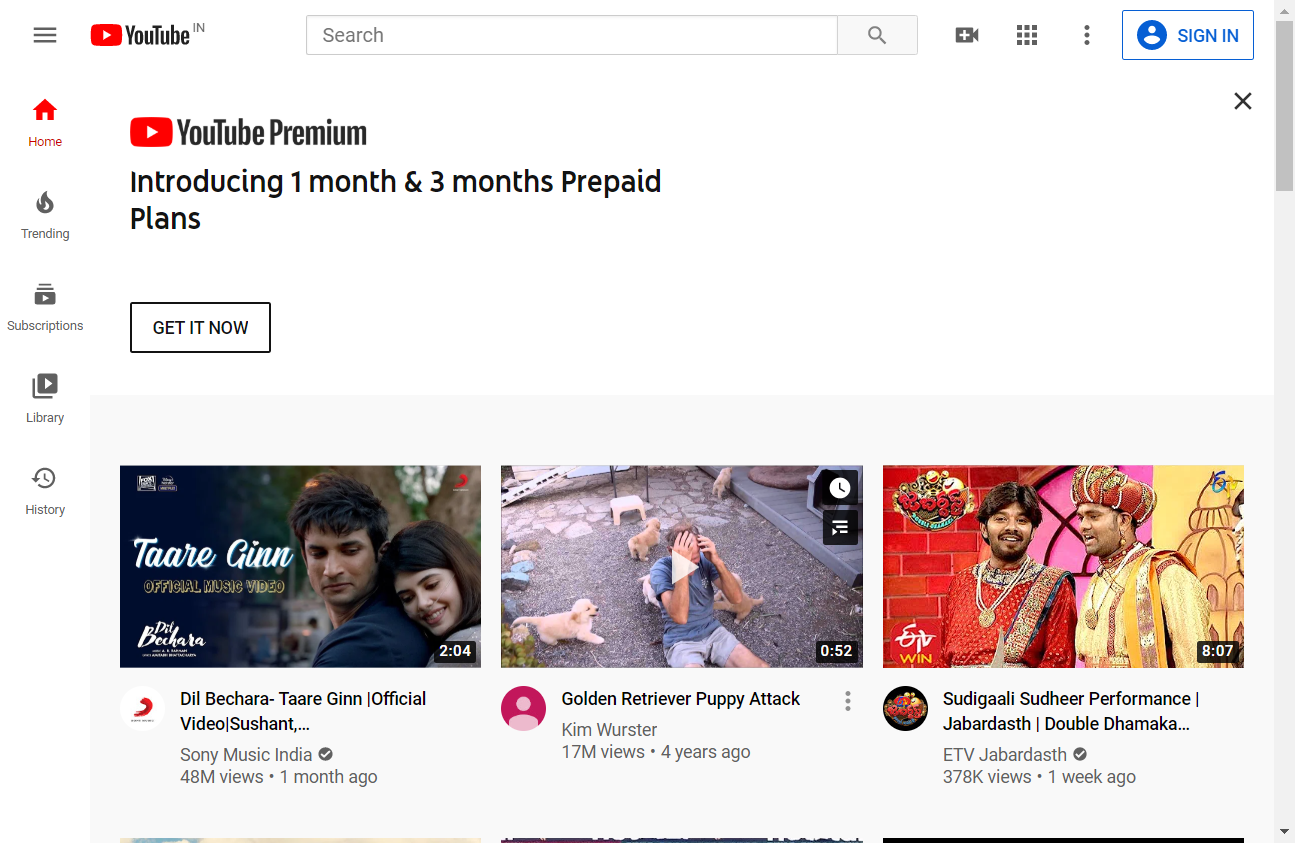 YouTube IN
Search
SIGN IN
Home
Trending
Subscriptions
Library
History
YouTube Premium
Introducing 1 month & 3 months Prepaid
Plans
GET IT NOW
Taare Ginn
OFFICIAL MUSIC VIDEO
Dil
Bechara
2:04
0:52
జబర్దస్త్
ETV
WIN
8:07
Dil Bechara- Taare Ginn |Official
Video|Sushant,...
Sony Music India
48M views • 1 month ago
Golden Retriever Puppy Attack
Kim Wurster
17M views • 4 years ago
Sudigaali Sudheer Performance |
Jabardasth | Double Dhamaka...
ETV Jabardasth
378K views • 1 week ago